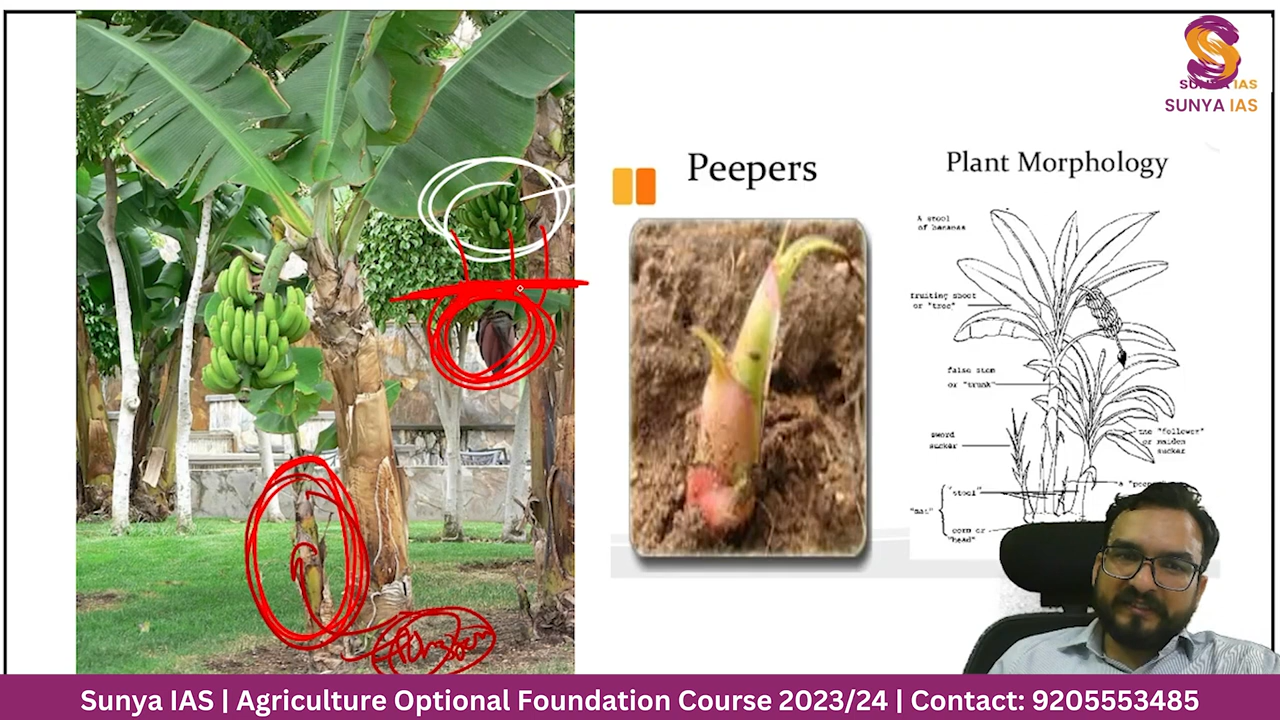 SUNYA IAS
SUNYA IAS
Peepers
Plant Morphology
A stool
of bananas
fruiting shoot
or "tree"
false stem
or "trunk"
sword
sucker
the "follower"
or maiden
sucker
"stool"
a
"mat"
corm or
"head"
Sunya IAS | Agriculture Optional Foundation Course 2023/24 | Contact: 9205553485